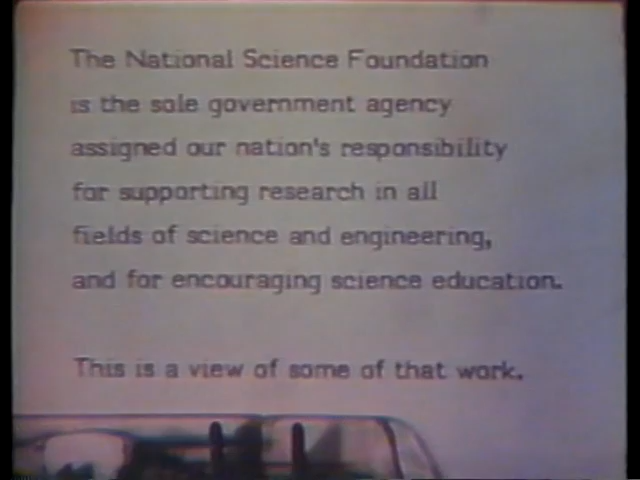 The National Science Foundation
is the sole government agency
assigned our nation's responsibility
for supporting research in all
fields of science and engineering,
and for encouraging science education.
This is a view of some of that work.